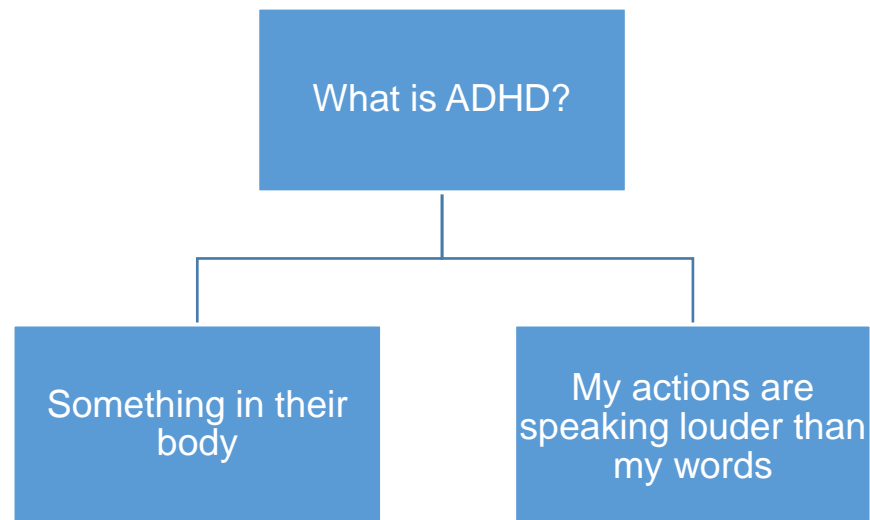 What is ADHD?
Something in their
body
My actions are
speaking louder than
my words